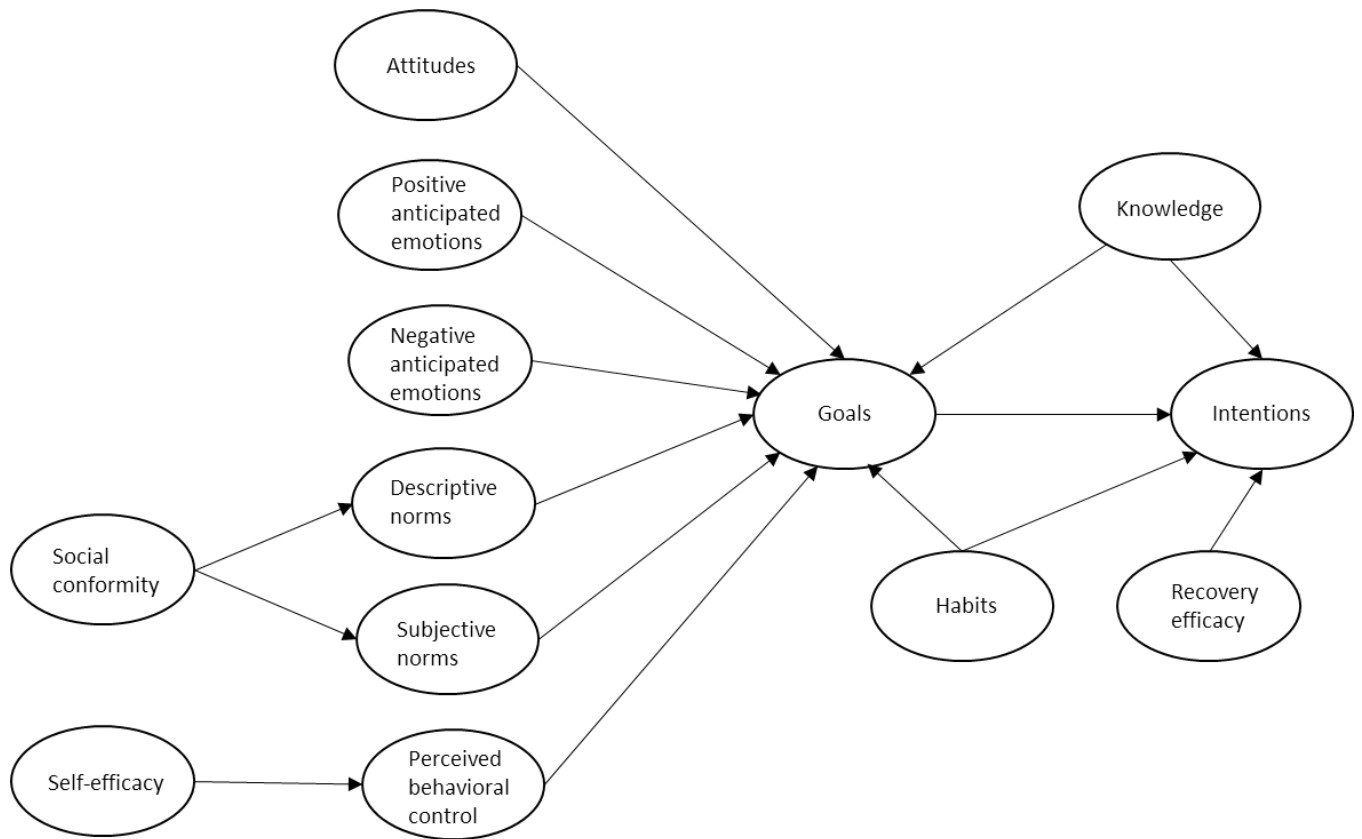 Attitudes
Positive
anticipated
emotions
Knowledge
Negative
anticipated
emotions
Goals
Intentions
Descriptive
norms
Social
conformity
Habits
Recovery
efficacy
Subjective
norms
Self-efficacy
Perceived
behavioral
control